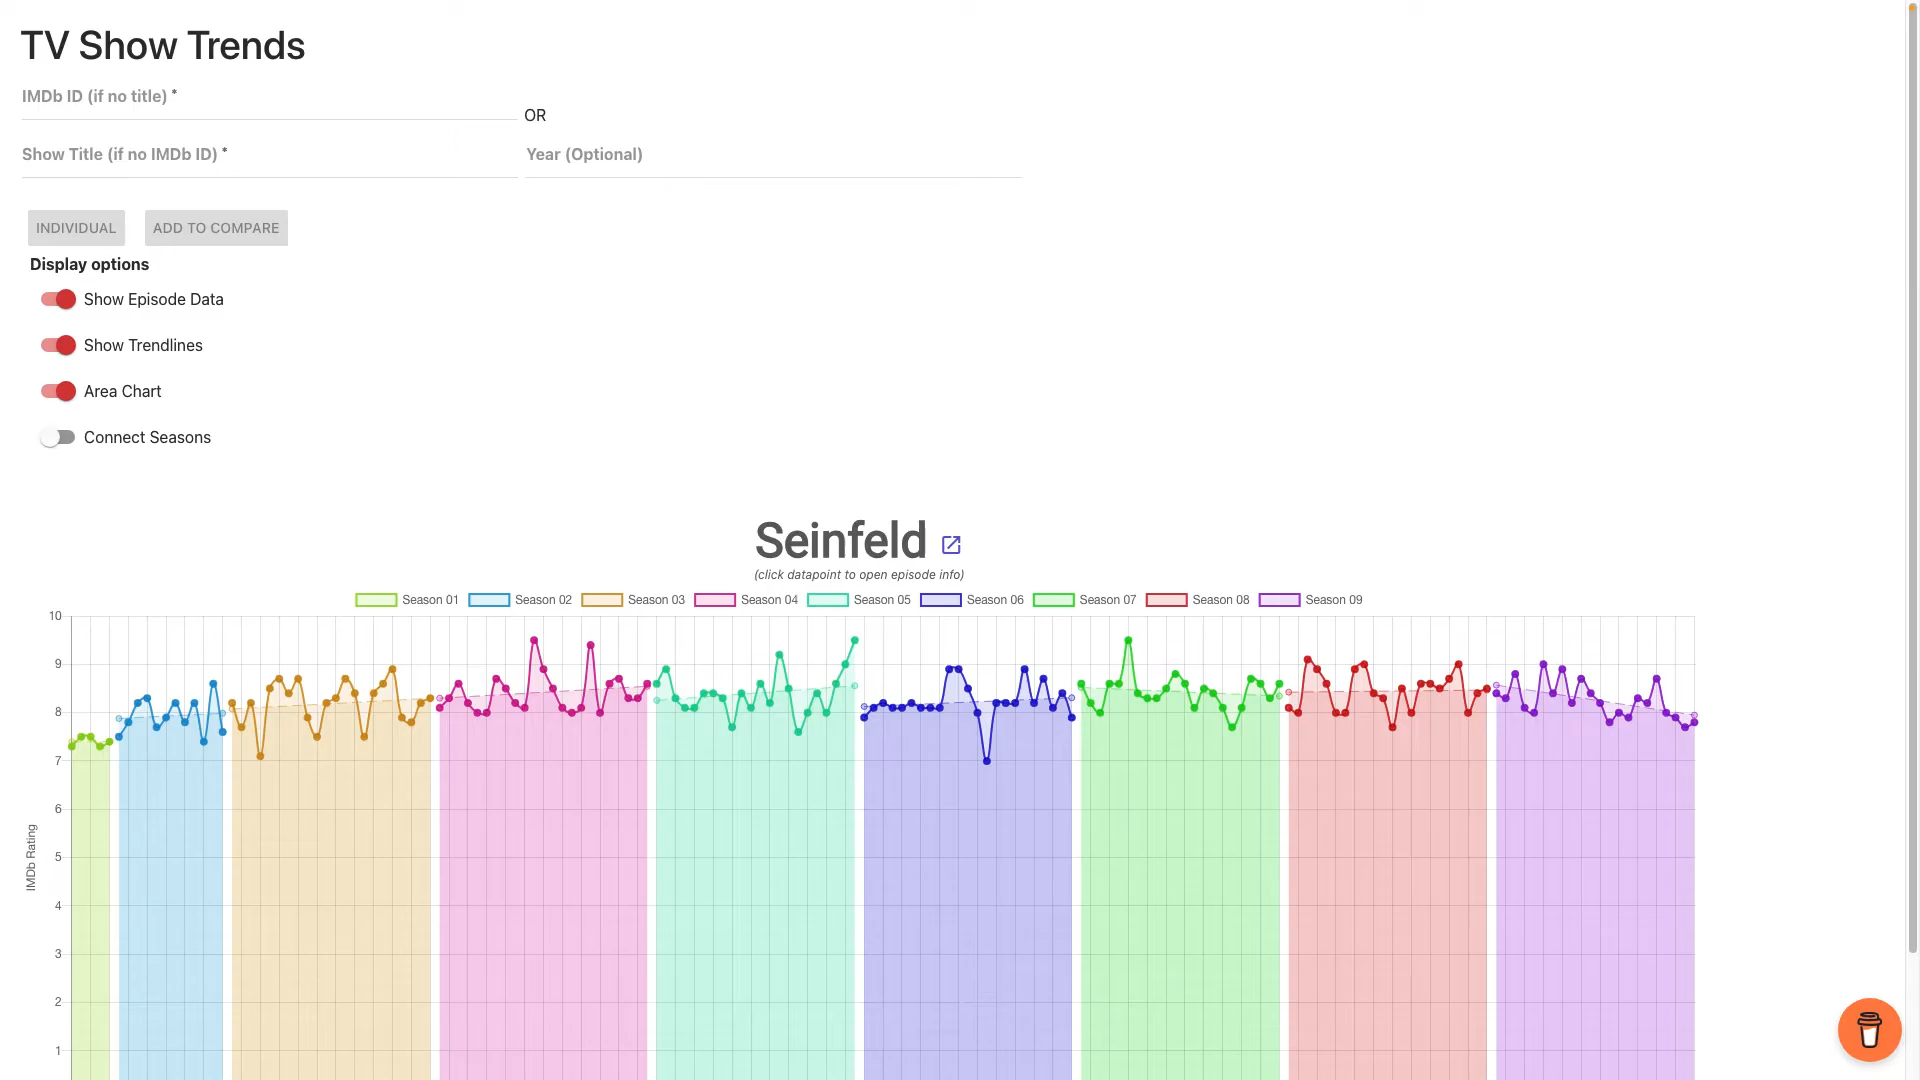 TV Show Trends
IMDb ID (if no title) *
OR
Show Title (if no IMDb ID) *
Year (Optional)
INDIVIDUAL
ADD TO COMPARE
Display options
Show Episode Data
Show Trendlines
Area Chart
Connect Seasons
Seinfeld
(click datapoint to open episode info)
Season 01 Season 02 Season 03 Season 04 Season 05 Season 06 Season 07 Season 08 Season 09
10
9
8
7
6
5
4
3
2
1
IMDb Rating